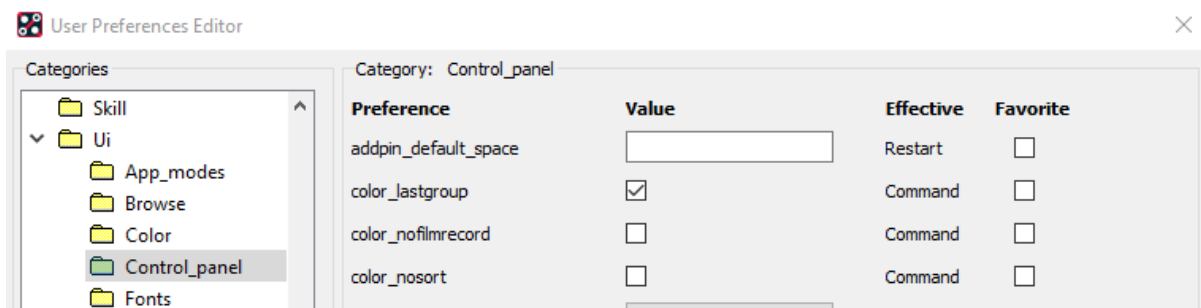 User Preferences Editor
Categories
Category: Control_panel
Skill
Preference Value Effective Favorite
Ui
addpin_default_space Restart
App_modes
color_lastgroup Command
Browse
Color
color_nofilmrecord Command
Control_panel
color_nosort Command
Fonts